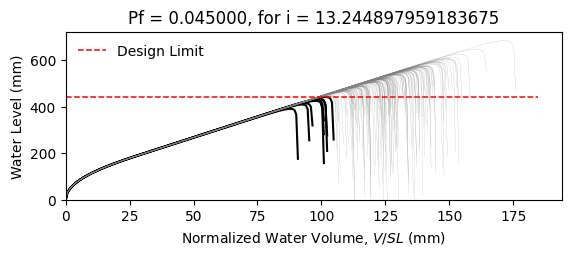 Pf = 0.045000, for i = 13.244897959183675
Design Limit
Water Level (mm)
600
400
200
0
0 25 50 75 100 125 150 175
Normalized Water Volume, V/SL (mm)